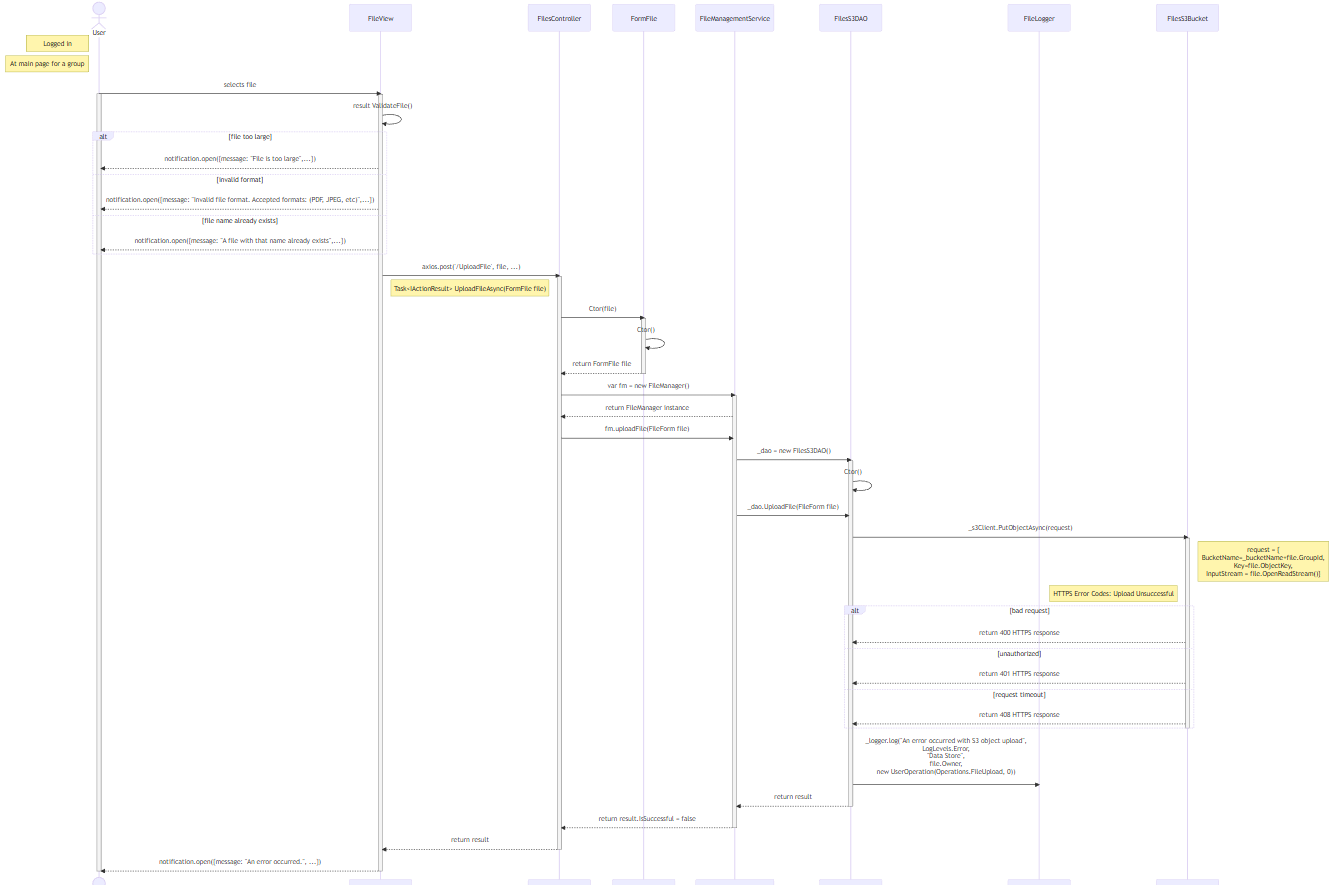 FileView
FilesController
FormFile
FileManagementService
FilesS3DAO
FileLogger
FilesS3Bucket
User
Logged in
At main page for a group
selects file
result ValidateFile()
alt
[file too large]
notification.open([message: "File is too large",...])
[invalid format]
notification.open([message: "Invalid file format. Accepted formats: (PDF, JPEG, etc)",...])
[file name already exists]
notification.open([message: "A file with that name already exists",...])
axios.post('/UploadFile', file, ...)
Task<IActionResult> UploadFileAsync(FormFile file)
Ctor(file)
Ctor()
return FormFile file
var fm = new FileManager()
return FileManager instance
fm.uploadFile(FileForm file)
_dao = new FilesS3DAO()
Ctor()
_dao.UploadFile(FileForm file)
_s3Client.PutObjectAsync(request)
request = [
BucketName=_bucketName+file.GroupId,
Key=file.ObjectKey,
InputStream = file.OpenReadStream()]
HTTPS Error Codes: Upload Unsuccessful
alt
[bad request]
return 400 HTTPS response
[unauthorized]
return 401 HTTPS response
[request timeout]
return 408 HTTPS response
_logger.log("An error occurred with S3 object upload",
LogLevels.Error,
"Data Store",
file.Owner,
new UserOperation(Operations.FileUpload, 0))
return result
return result.IsSuccessful = false
return result
notification.open([message: "An error occurred.", ...])